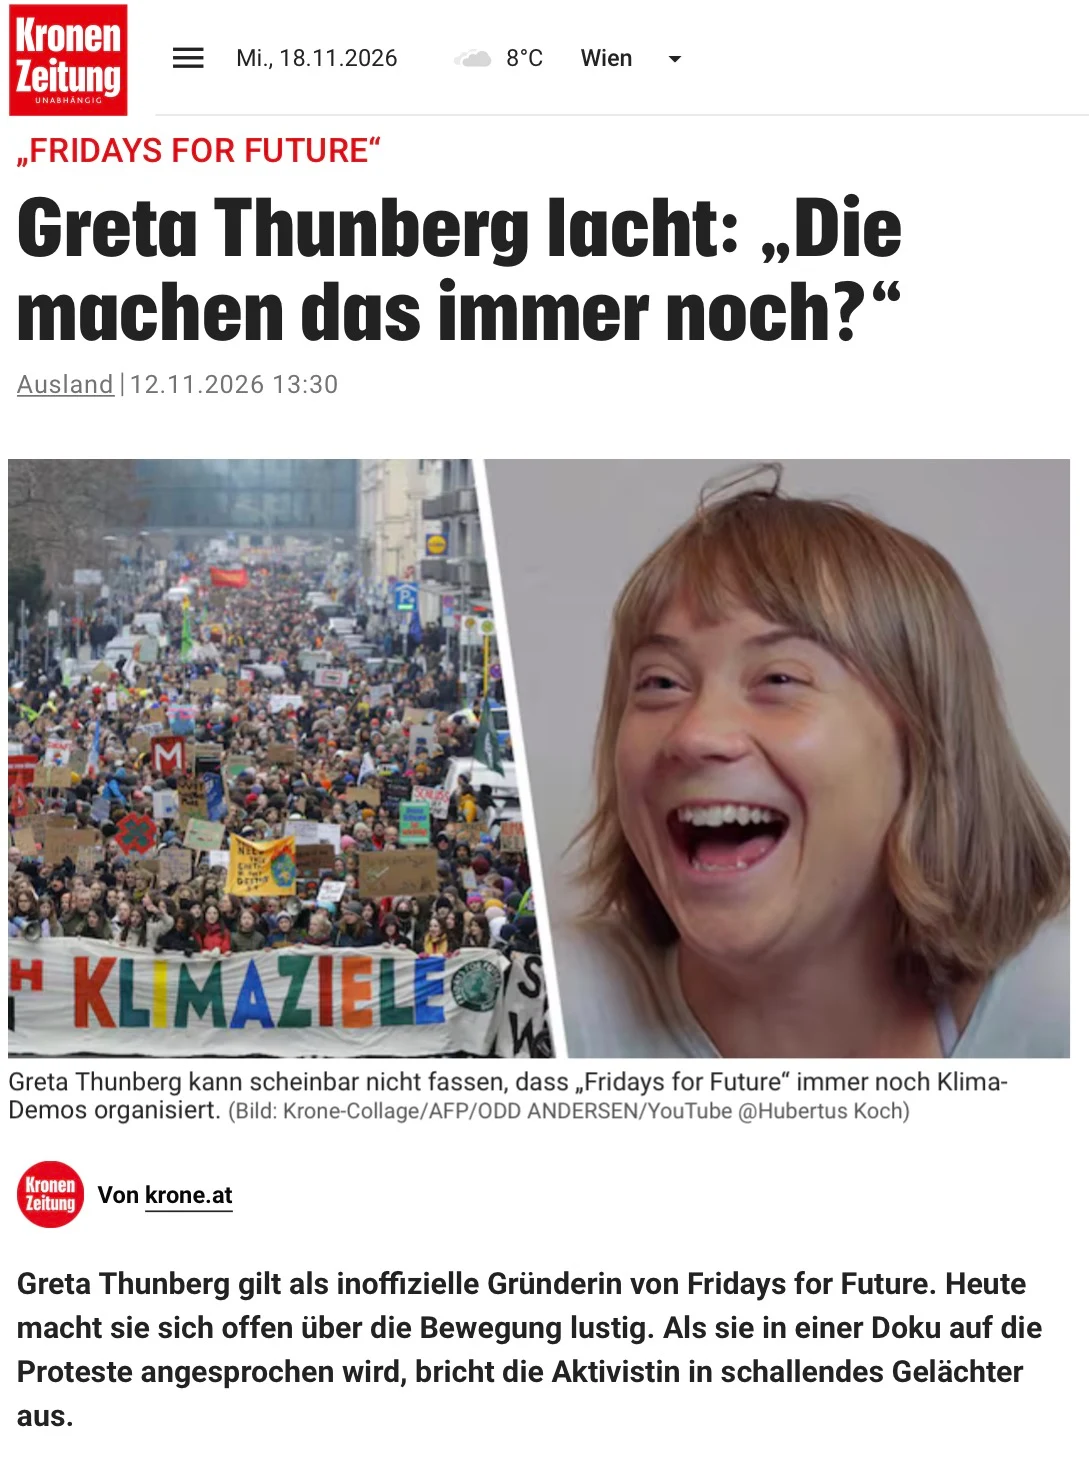 Kronen
Zeitung
UNABHÄNGIG
Mi., 18.11.2026
8°C
Wien
„FRIDAYS FOR FUTURE“
Greta Thunberg lacht: „Die
machen das immer noch?“
Ausland | 12.11.2026 13:30
M
H KLIMAZIELE
Greta Thunberg kann scheinbar nicht fassen, dass „Fridays for Future“ immer noch Klima-
Demos organisiert. (Bild: Krone-Collage/AFP/ODD ANDERSEN/YouTube @Hubertus Koch)
Kronen
Zeitung
Von krone.at
Greta Thunberg gilt als inoffizielle Gründerin von Fridays for Future. Heute
macht sie sich offen über die Bewegung lustig. Als sie in einer Doku auf die
Proteste angesprochen wird, bricht die Aktivistin in schallendes Gelächter
aus.